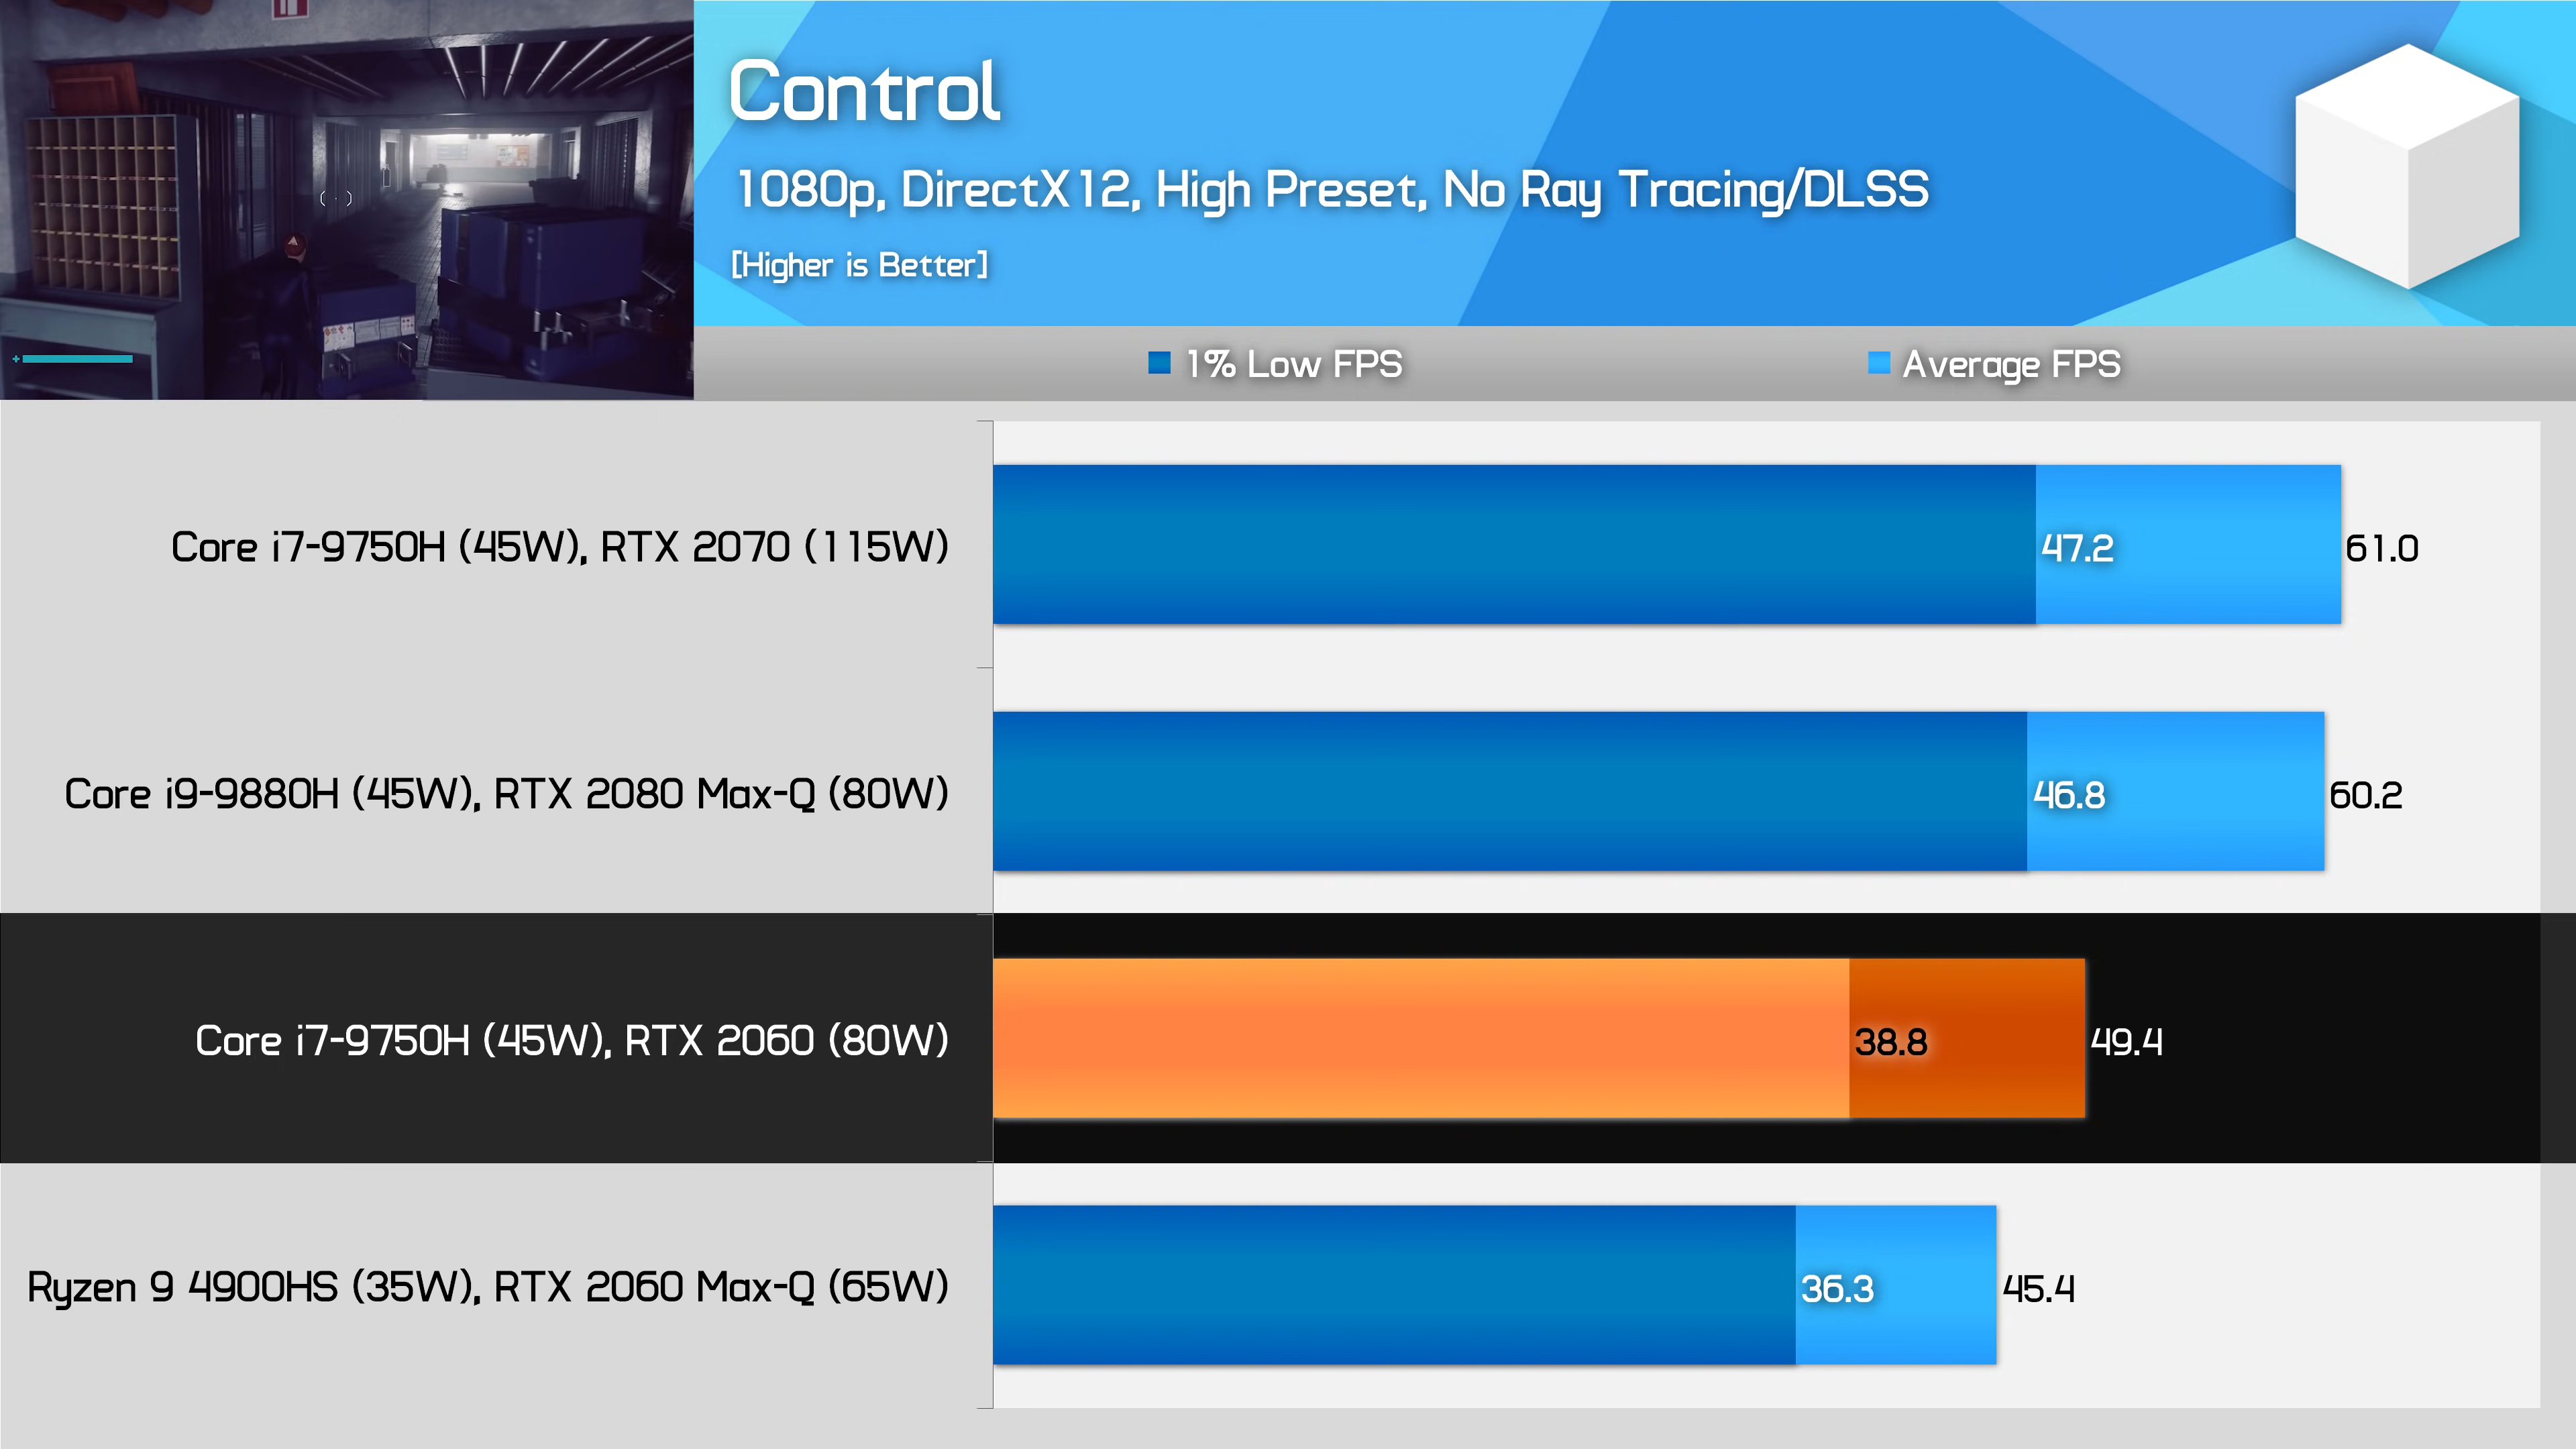 Control
1080p, DirectX12, High Preset, No Ray Tracing/DLSS
[Higher is Better]
1% Low FPS
Average FPS
Core i7-9750H (45W), RTX 2070 (115W)
47.2
61.0
Core i9-9880H (45W), RTX 2080 Max-Q (80W)
46.8
60.2
Core i7-9750H (45W), RTX 2060 (80W)
38.8
49.4
Ryzen 9 4900HS (35W), RTX 2060 Max-Q (65W)
36.3
45.4